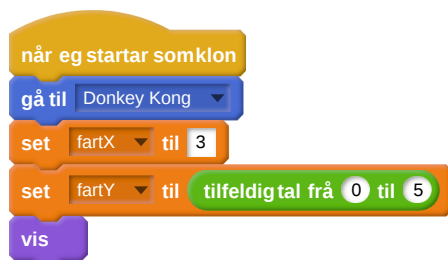 når eg startar som klon
gå til Donkey Kong
set fartX til 3
set fartY til tilfeldig tal frå 0 til 5
vis